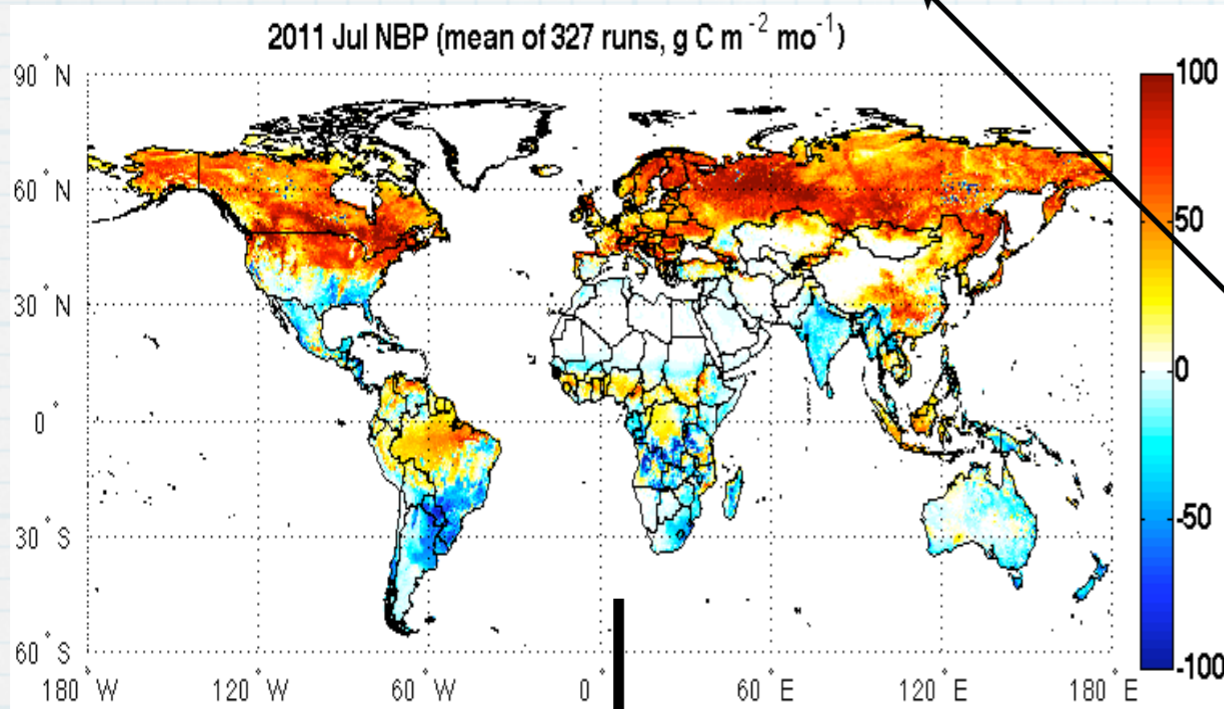 2011 Jul NBP (mean of 327 runs, g C m⁻² mo⁻¹)
90° N
60° N
30° N
0°
30° S
60° S
180° W
120° W
60° W
0°
60° E
120° E
180° E
100
50
0
-50
-100